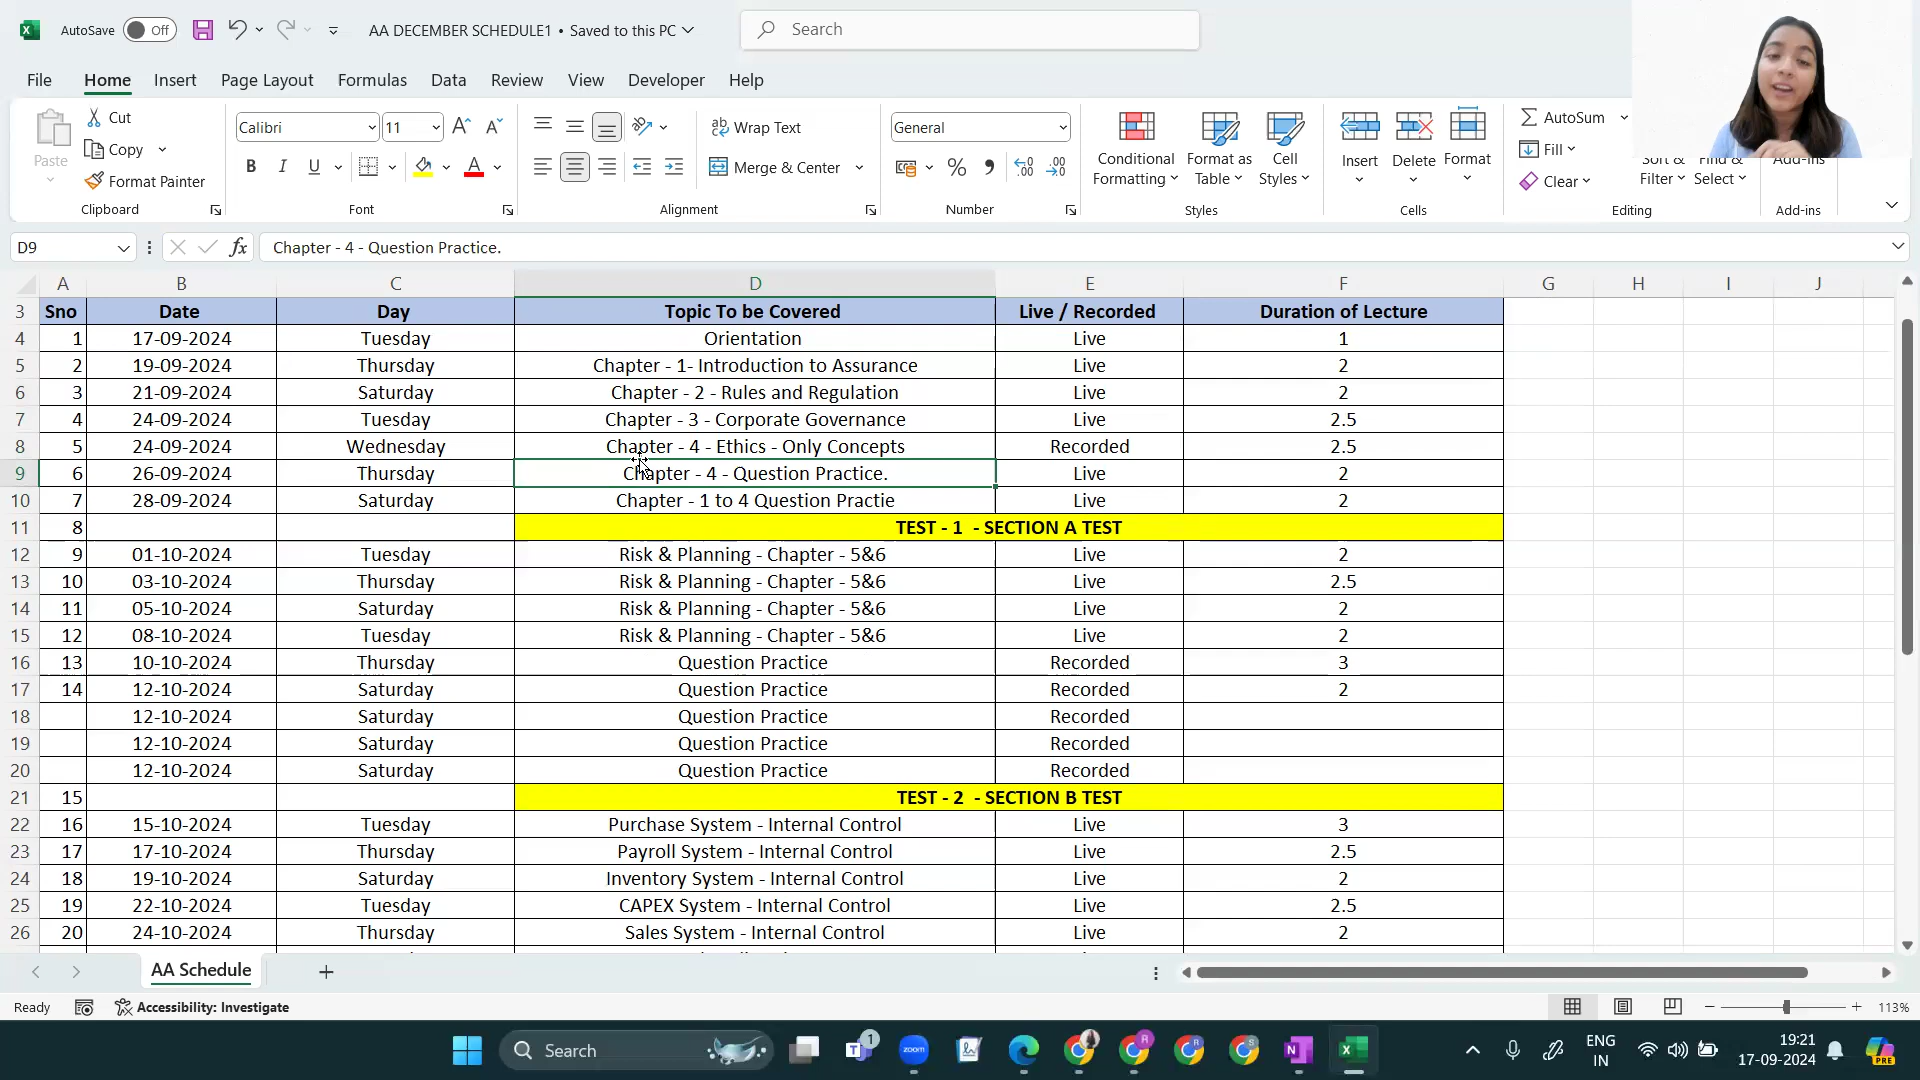 AutoSave Off AA DECEMBER SCHEDULE1 • Saved to this PC Search
File Home Insert Page Layout Formulas Data Review View Developer Help
Paste Cut Copy Format Painter Clipboard
Calibri 11 B I U A Font
Wrap Text Merge & Center Alignment
General % Number
Conditional Formatting Format as Table Cell Styles Styles
Insert Delete Format Cells
AutoSum Fill Clear Sort & Filter Find & Select Editing
Add-ins Add-ins
D9 fx Chapter - 4 - Question Practice.
A B C D E F G H I J
3 Sno Date Day Topic To be Covered Live / Recorded Duration of Lecture
4 1 17-09-2024 Tuesday Orientation Live 1
5 2 19-09-2024 Thursday Chapter - 1- Introduction to Assurance Live 2
6 3 21-09-2024 Saturday Chapter - 2 - Rules and Regulation Live 2
7 4 24-09-2024 Tuesday Chapter - 3 - Corporate Governance Live 2.5
8 5 24-09-2024 Wednesday Chapter - 4 - Ethics - Only Concepts Recorded 2.5
9 6 26-09-2024 Thursday Chapter - 4 - Question Practice. Live 2
10 7 28-09-2024 Saturday Chapter - 1 to 4 Question Practie Live 2
11 8 TEST - 1 - SECTION A TEST
12 9 01-10-2024 Tuesday Risk & Planning - Chapter - 5&6 Live 2
13 10 03-10-2024 Thursday Risk & Planning - Chapter - 5&6 Live 2.5
14 11 05-10-2024 Saturday Risk & Planning - Chapter - 5&6 Live 2
15 12 08-10-2024 Tuesday Risk & Planning - Chapter - 5&6 Live 2
16 13 10-10-2024 Thursday Question Practice Recorded 3
17 14 12-10-2024 Saturday Question Practice Recorded 2
18 12-10-2024 Saturday Question Practice Recorded
19 12-10-2024 Saturday Question Practice Recorded
20 12-10-2024 Saturday Question Practice Recorded
21 15 TEST - 2 - SECTION B TEST
22 16 15-10-2024 Tuesday Purchase System - Internal Control Live 3
23 17 17-10-2024 Thursday Payroll System - Internal Control Live 2.5
24 18 19-10-2024 Saturday Inventory System - Internal Control Live 2
25 19 22-10-2024 Tuesday CAPEX System - Internal Control Live 2.5
26 20 24-10-2024 Thursday Sales System - Internal Control Live 2
AA Schedule
Ready Accessibility: Investigate 113%
Search 1 zoom ENG IN 19:21 17-09-2024 PRE